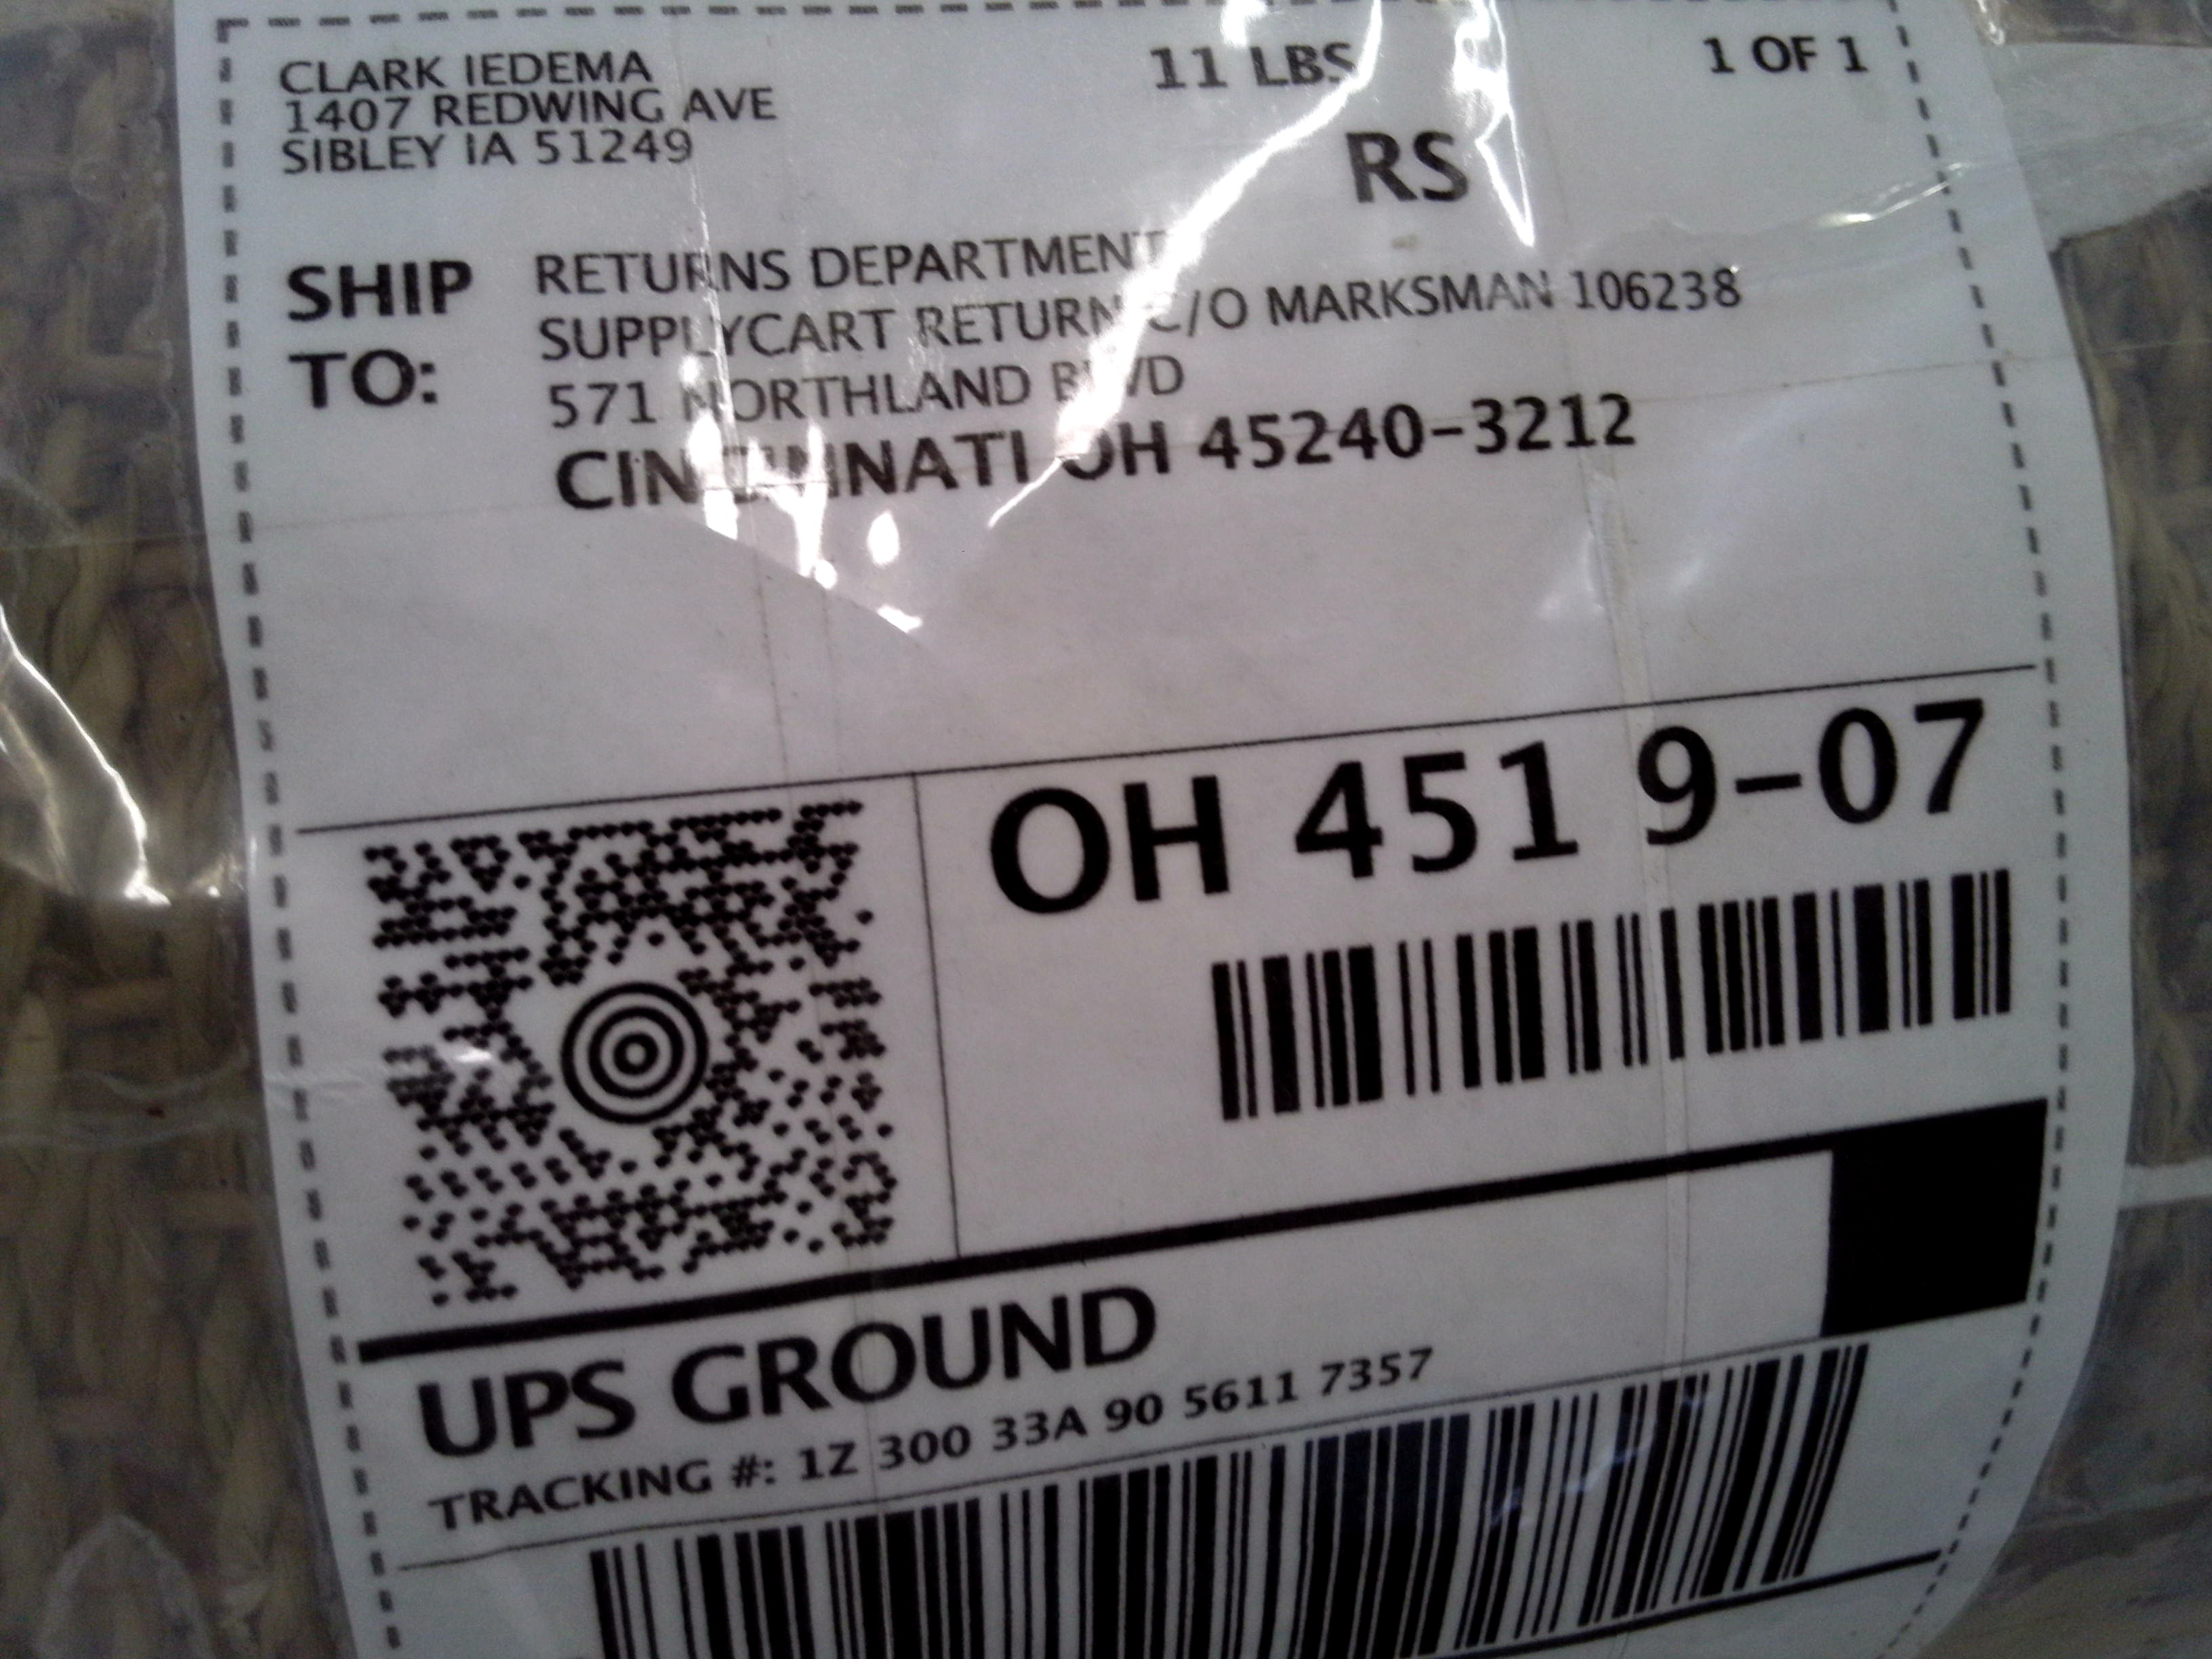 CLARK IEDEMA
1407 REDWING AVE
SIBLEY IA 51249
11 LBS
1 OF 1
RS
SHIP TO:
RETURNS DEPARTMENT
SUPPLYCART RETURN C/O MARKSMAN 106238
571 NORTHLAND BLVD
CINCINNATI OH 45240-3212
OH 451 9-07
UPS GROUND
TRACKING #: 1Z 300 33A 90 5611 7357